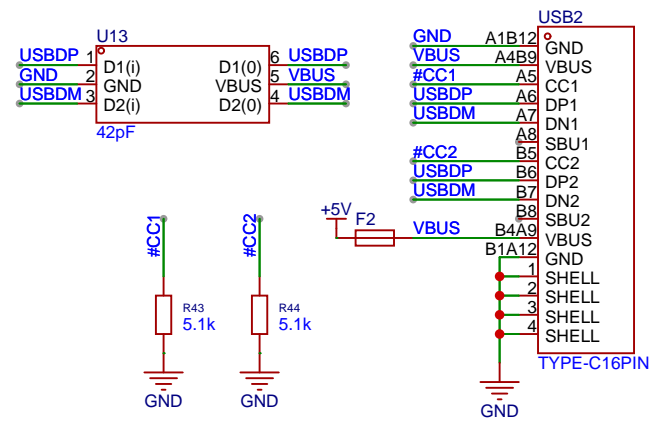 U13
USBDP 1 D1(i) D1(0) 6 USBDP
GND 2 GND VBUS 5 VBUS
USBDM 3 D2(i) D2(0) 4 USBDM
42pF
USB2
GND A1B12 GND
VBUS A4B9 VBUS
#CC1 A5 CC1
USBDP A6 DP1
USBDM A7 DN1
A8 SBU1
#CC2 B5 CC2
USBDP B6 DP2
USBDM B7 DN2
B8 SBU2
+5V F2 VBUS B4A9 VBUS
B1A12 GND
1 SHELL
2 SHELL
3 SHELL
4 SHELL
TYPE-C16PIN
GND
#CC1
R43
5.1k
GND
#CC2
R44
5.1k
GND